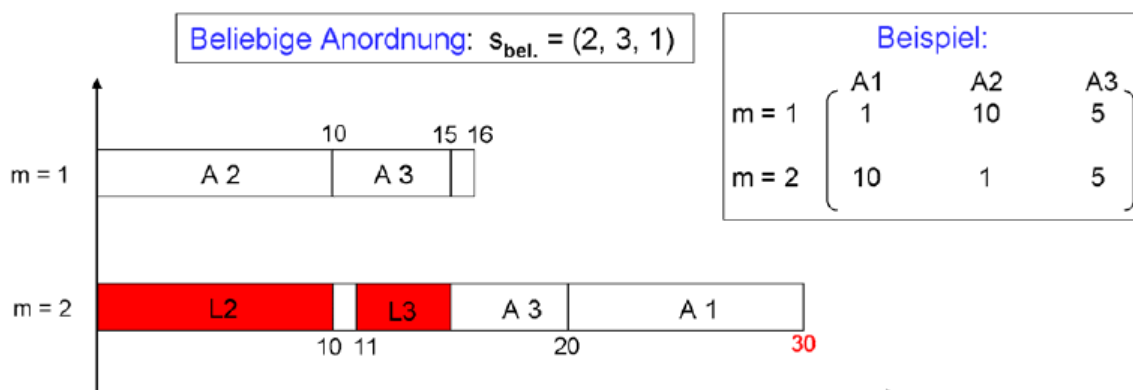 Beliebige Anordnung: s_bel. = (2, 3, 1)
Beispiel:
A1 A2 A3
m = 1 1 10 5
m = 2 10 1 5
10 15 16
m = 1 A 2 A 3
m = 2 L2 L3 A 3 A 1
10 11 20 30